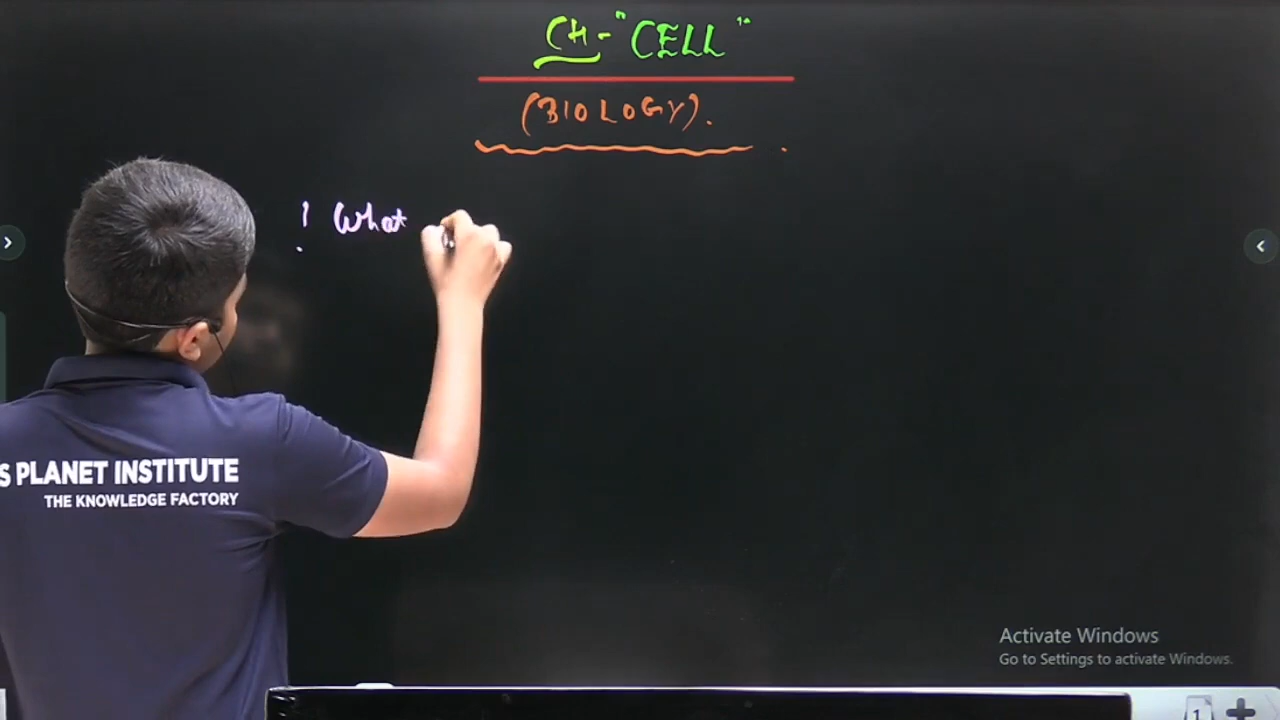 CH- "CELL"
(BIOLOGY).
! What
S PLANET INSTITUTE
THE KNOWLEDGE FACTORY
Activate Windows
Go to Settings to activate Windows.
1